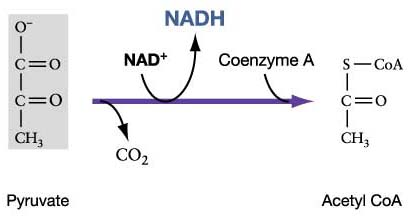 NADH
NAD+
Coenzyme A
O-
C=O
C=O
CH3
CO2
S-CoA
C=O
CH3
Pyruvate
Acetyl CoA